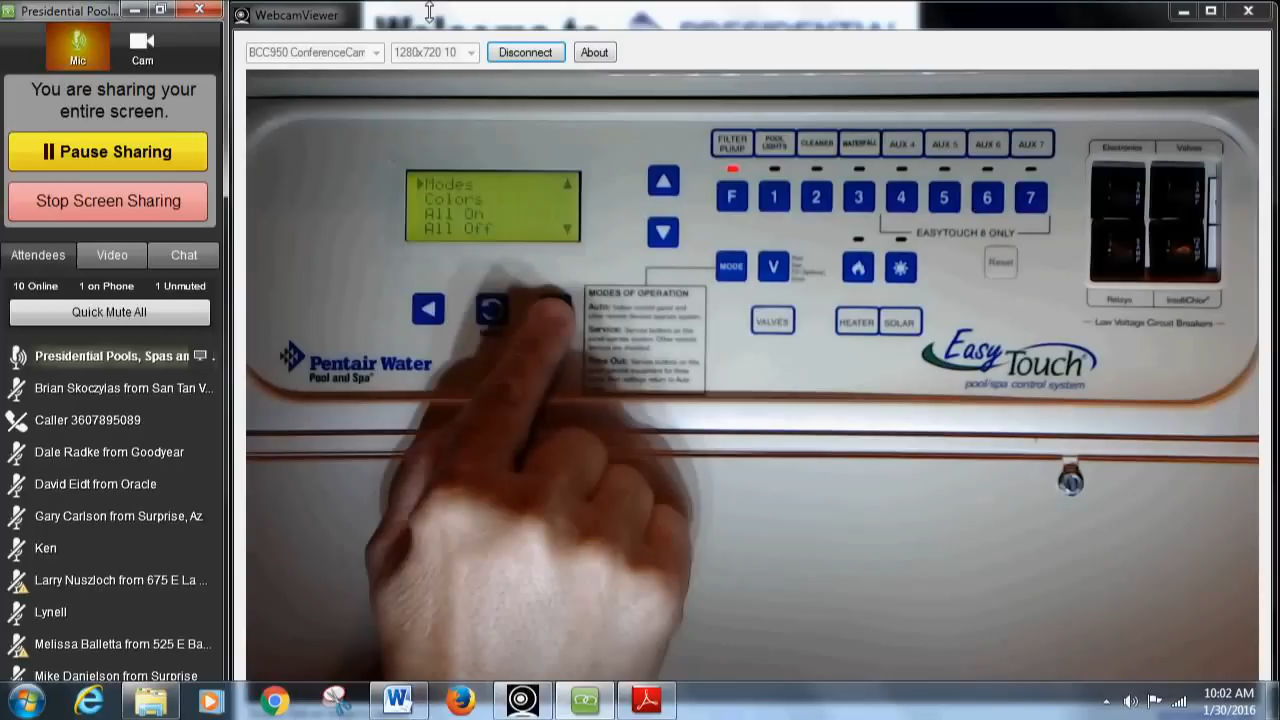 Presidential Pool...
WebcamViewer
Welcome to
PRESIDENTIAL
Mic
Cam
You are sharing your
entire screen.
Pause Sharing
Stop Screen Sharing
Attendees
Video
Chat
10 Online
1 on Phone
1 Unmuted
Quick Mute All
Presidential Pools, Spas an
Brian Skoczylas from San Tan V...
Caller 3607895089
Dale Radke from Goodyear
David Eidt from Oracle
Gary Carlson from Surprise, Az
Ken
Larry Nuszloch from 675 E La ...
Lynell
Melissa Balletta from 525 E Ba...
Mike Danielson from Surprise
BCC950 ConferenceCam
1280x720 10
Disconnect
About
Modes
Colors
All On
All Off
FILTER
PUMP
POOL
LIGHTS
CLEANER
WATERFALL
AUX 4
AUX 5
AUX 6
AUX 7
F
1
2
3
4
5
6
7
EASYTOUCH 8 ONLY
MODE
V
Reset
VALVES
HEATER
SOLAR
MODES OF OPERATION
Auto:
Service:
Time Out:
Pentair Water
Pool and Spa
EasyTouch
pool/spa control system
Electronics
Valves
Relays
IntelliChlor
Low Voltage Circuit Breakers
10:02 AM
1/30/2016